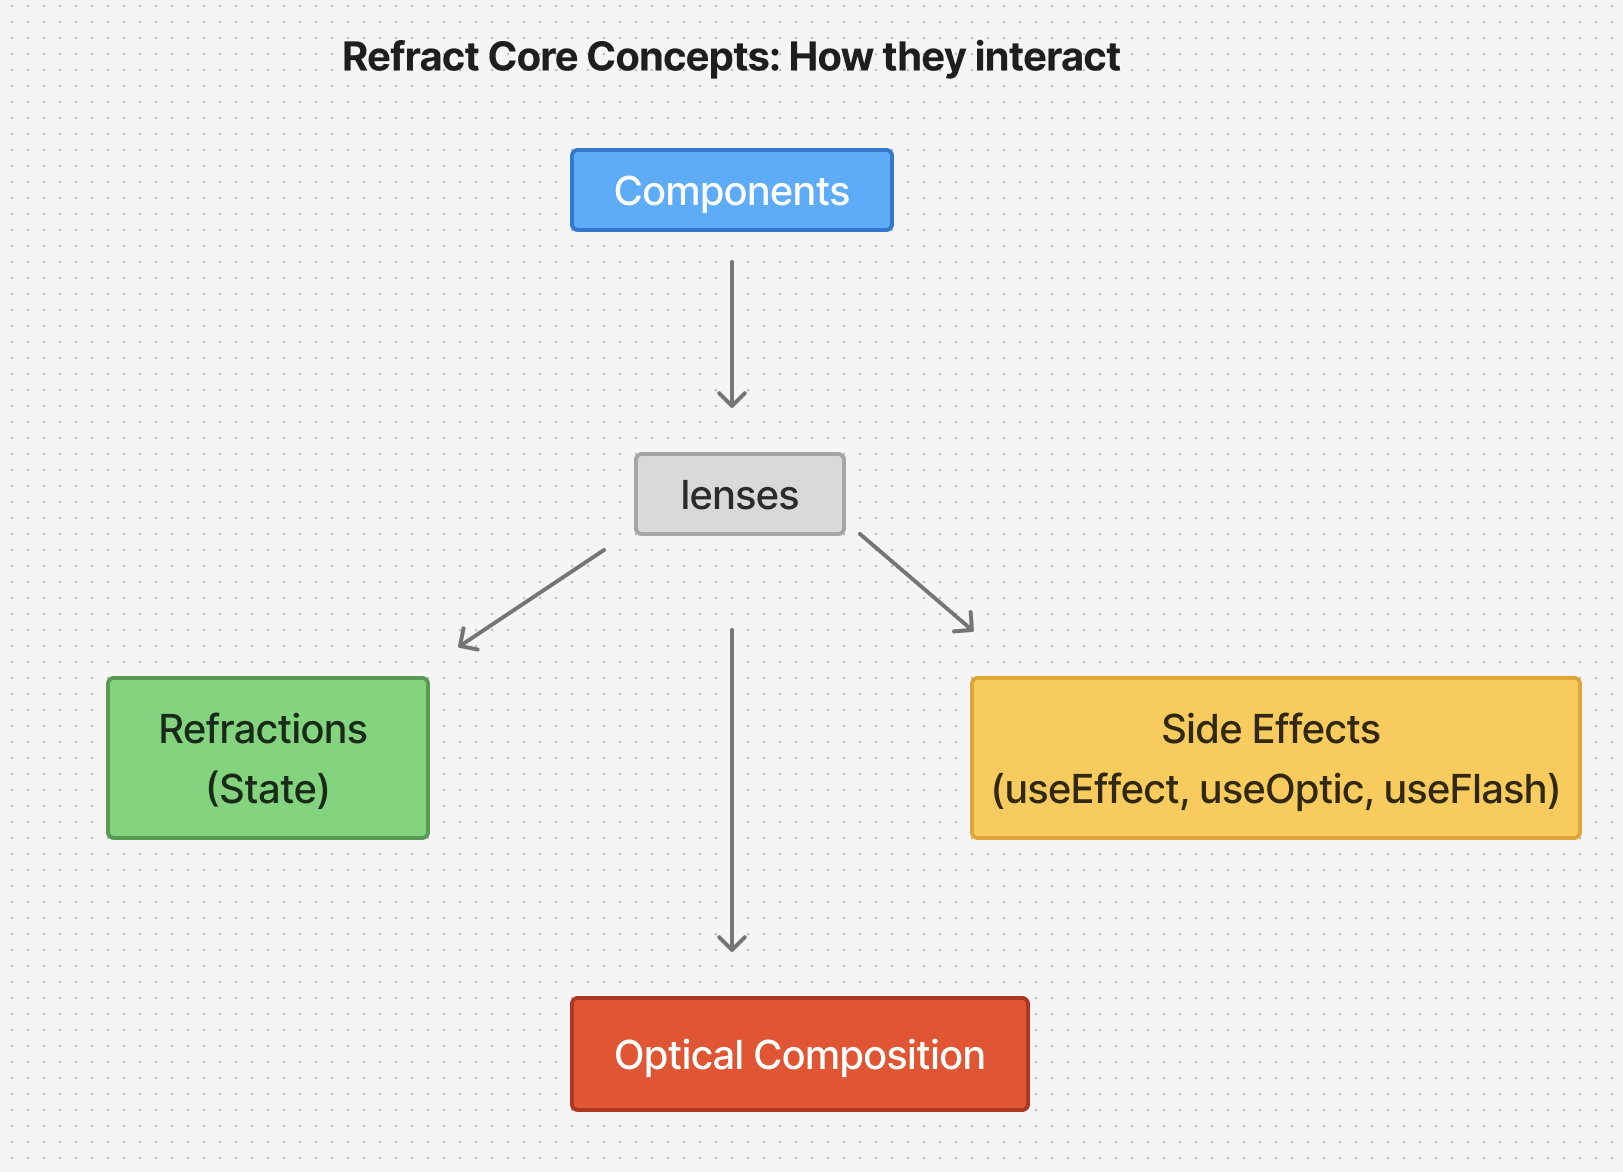 Refract Core Concepts: How they interact
Components
lenses
Refractions
(State)
Side Effects
(useEffect, useOptic, useFlash)
Optical Composition